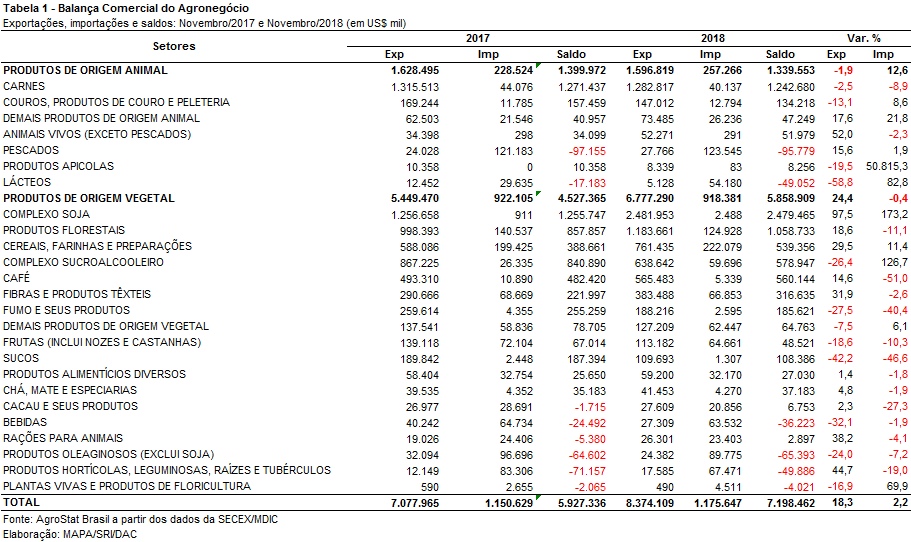 Tabela 1 - Balança Comercial do Agronegócio
Exportações, importações e saldos: Novembro/2017 e Novembro/2018 (em US$ mil)
Setores 2017 2018 Var. %
Exp Imp Saldo Exp Imp Saldo Exp Imp
PRODUTOS DE ORIGEM ANIMAL 1.628.495 228.524 1.399.972 1.596.819 257.266 1.339.553 -1,9 12,6
CARNES 1.315.513 44.076 1.271.437 1.282.817 40.137 1.242.680 -2,5 -8,9
COUROS, PRODUTOS DE COURO E PELETERIA 169.244 11.785 157.459 147.012 12.794 134.218 -13,1 8,6
DEMAIS PRODUTOS DE ORIGEM ANIMAL 62.503 21.546 40.957 73.485 26.236 47.249 17,6 21,8
ANIMAIS VIVOS (EXCETO PESCADOS) 34.398 298 34.099 52.271 291 51.979 52,0 -2,3
PESCADOS 24.028 121.183 -97.155 27.766 123.545 -95.779 15,6 1,9
PRODUTOS APICOLAS 10.358 0 10.358 8.339 83 8.256 -19,5 50.815,3
LÁCTEOS 12.452 29.635 -17.183 5.128 54.180 -49.052 -58,8 82,8
PRODUTOS DE ORIGEM VEGETAL 5.449.470 922.105 4.527.365 6.777.290 918.381 5.858.909 24,4 -0,4
COMPLEXO SOJA 1.256.658 911 1.255.747 2.481.953 2.488 2.479.465 97,5 173,2
PRODUTOS FLORESTAIS 998.393 140.537 857.857 1.183.661 124.928 1.058.733 18,6 -11,1
CEREAIS, FARINHAS E PREPARAÇÕES 588.086 199.425 388.661 761.435 222.079 539.356 29,5 11,4
COMPLEXO SUCROALCOOLEIRO 867.225 26.335 840.890 638.642 59.696 578.947 -26,4 126,7
CAFÉ 493.310 10.890 482.420 565.483 5.339 560.144 14,6 -51,0
FIBRAS E PRODUTOS TÊXTEIS 290.666 68.669 221.997 383.488 66.853 316.635 31,9 -2,6
FUMO E SEUS PRODUTOS 259.614 4.355 255.259 188.216 2.595 185.621 -27,5 -40,4
DEMAIS PRODUTOS DE ORIGEM VEGETAL 137.541 58.836 78.705 127.209 62.447 64.763 -7,5 6,1
FRUTAS (INCLUI NOZES E CASTANHAS) 139.118 72.104 67.014 113.182 64.661 48.521 -18,6 -10,3
SUCOS 189.842 2.448 187.394 109.693 1.307 108.386 -42,2 -46,6
PRODUTOS ALIMENTÍCIOS DIVERSOS 58.404 32.754 25.650 59.200 32.170 27.030 1,4 -1,8
CHÁ, MATE E ESPECIARIAS 39.535 4.352 35.183 41.453 4.270 37.183 4,8 -1,9
CACAU E SEUS PRODUTOS 26.977 28.691 -1.715 27.609 20.856 6.753 2,3 -27,3
BEBIDAS 40.242 64.734 -24.492 27.309 63.532 -36.223 -32,1 -1,9
RAÇÕES PARA ANIMAIS 19.026 24.406 -5.380 26.301 23.403 2.897 38,2 -4,1
PRODUTOS OLEAGINOSOS (EXCLUI SOJA) 32.094 96.696 -64.602 24.382 89.775 -65.393 -24,0 -7,2
PRODUTOS HORTÍCOLAS, LEGUMINOSAS, RAÍZES E TUBÉRCULOS 12.149 83.306 -71.157 17.585 67.471 -49.886 44,7 -19,0
PLANTAS VIVAS E PRODUTOS DE FLORICULTURA 590 2.655 -2.065 490 4.511 -4.021 -16,9 69,9
TOTAL 7.077.965 1.150.629 5.927.336 8.374.109 1.175.647 7.198.462 18,3 2,2
Fonte: AgroStat Brasil a partir dos dados da SECEX/MDIC
Elaboração: MAPA/SRI/DAC